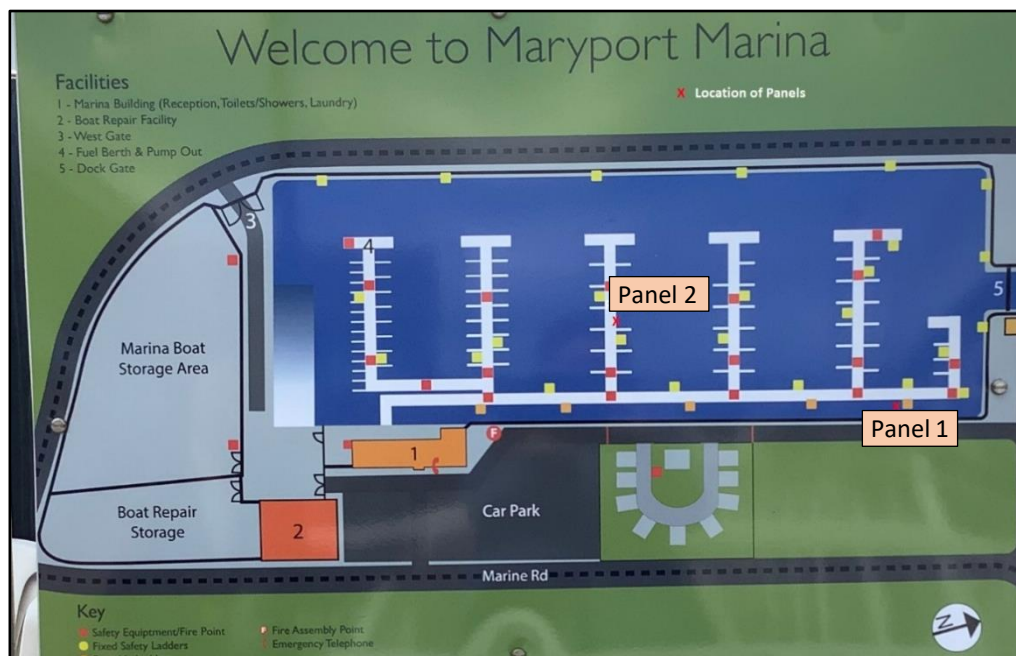 Welcome to Maryport Marina
Facilities
1 - Marina Building (Reception, Toilets/Showers, Laundry)
2 - Boat Repair Facility
3 - West Gate
4 - Fuel Berth & Pump Out
5 - Dock Gate
X Location of Panels
3
4
Panel 2
5
Marina Boat
Storage Area
Panel 1
F
1
Boat Repair
Storage
2
Car Park
Marine Rd
Key
Safety Equiptment/Fire Point
Fixed Safety Ladders
Fire Assembly Point
Emergency Telephone
N